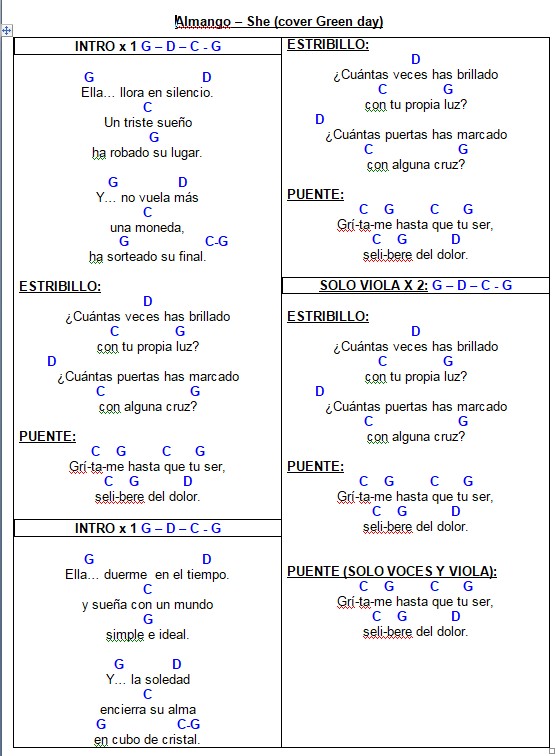 Almango – She (cover Green day)
INTRO x 1 G – D – C - G
G D
Ella... llora en silencio.
C
Un triste sueño
G
ha robado su lugar.
G D
Y... no vuela más
C
una moneda,
G C-G
ha sorteado su final.
ESTRIBILLO:
D
¿Cuántas veces has brillado
C G
con tu propia luz?
D
¿Cuántas puertas has marcado
C G
con alguna cruz?
PUENTE:
C G C G
Grí-ta-me hasta que tu ser,
C G D
seli-bere del dolor.
INTRO x 1 G – D – C - G
G D
Ella... duerme en el tiempo.
C
y sueña con un mundo
G
simple e ideal.
G D
Y... la soledad
C
encierra su alma
G C-G
en cubo de cristal.
ESTRIBILLO:
D
¿Cuántas veces has brillado
C G
con tu propia luz?
D
¿Cuántas puertas has marcado
C G
con alguna cruz?
PUENTE:
C G C G
Grí-ta-me hasta que tu ser,
C G D
seli-bere del dolor.
SOLO VIOLA X 2: G – D – C - G
ESTRIBILLO:
D
¿Cuántas veces has brillado
C G
con tu propia luz?
D
¿Cuántas puertas has marcado
C G
con alguna cruz?
PUENTE:
C G C G
Grí-ta-me hasta que tu ser,
C G D
seli-bere del dolor.
PUENTE (SOLO VOCES Y VIOLA):
C G C G
Grí-ta-me hasta que tu ser,
C G D
seli-bere del dolor.